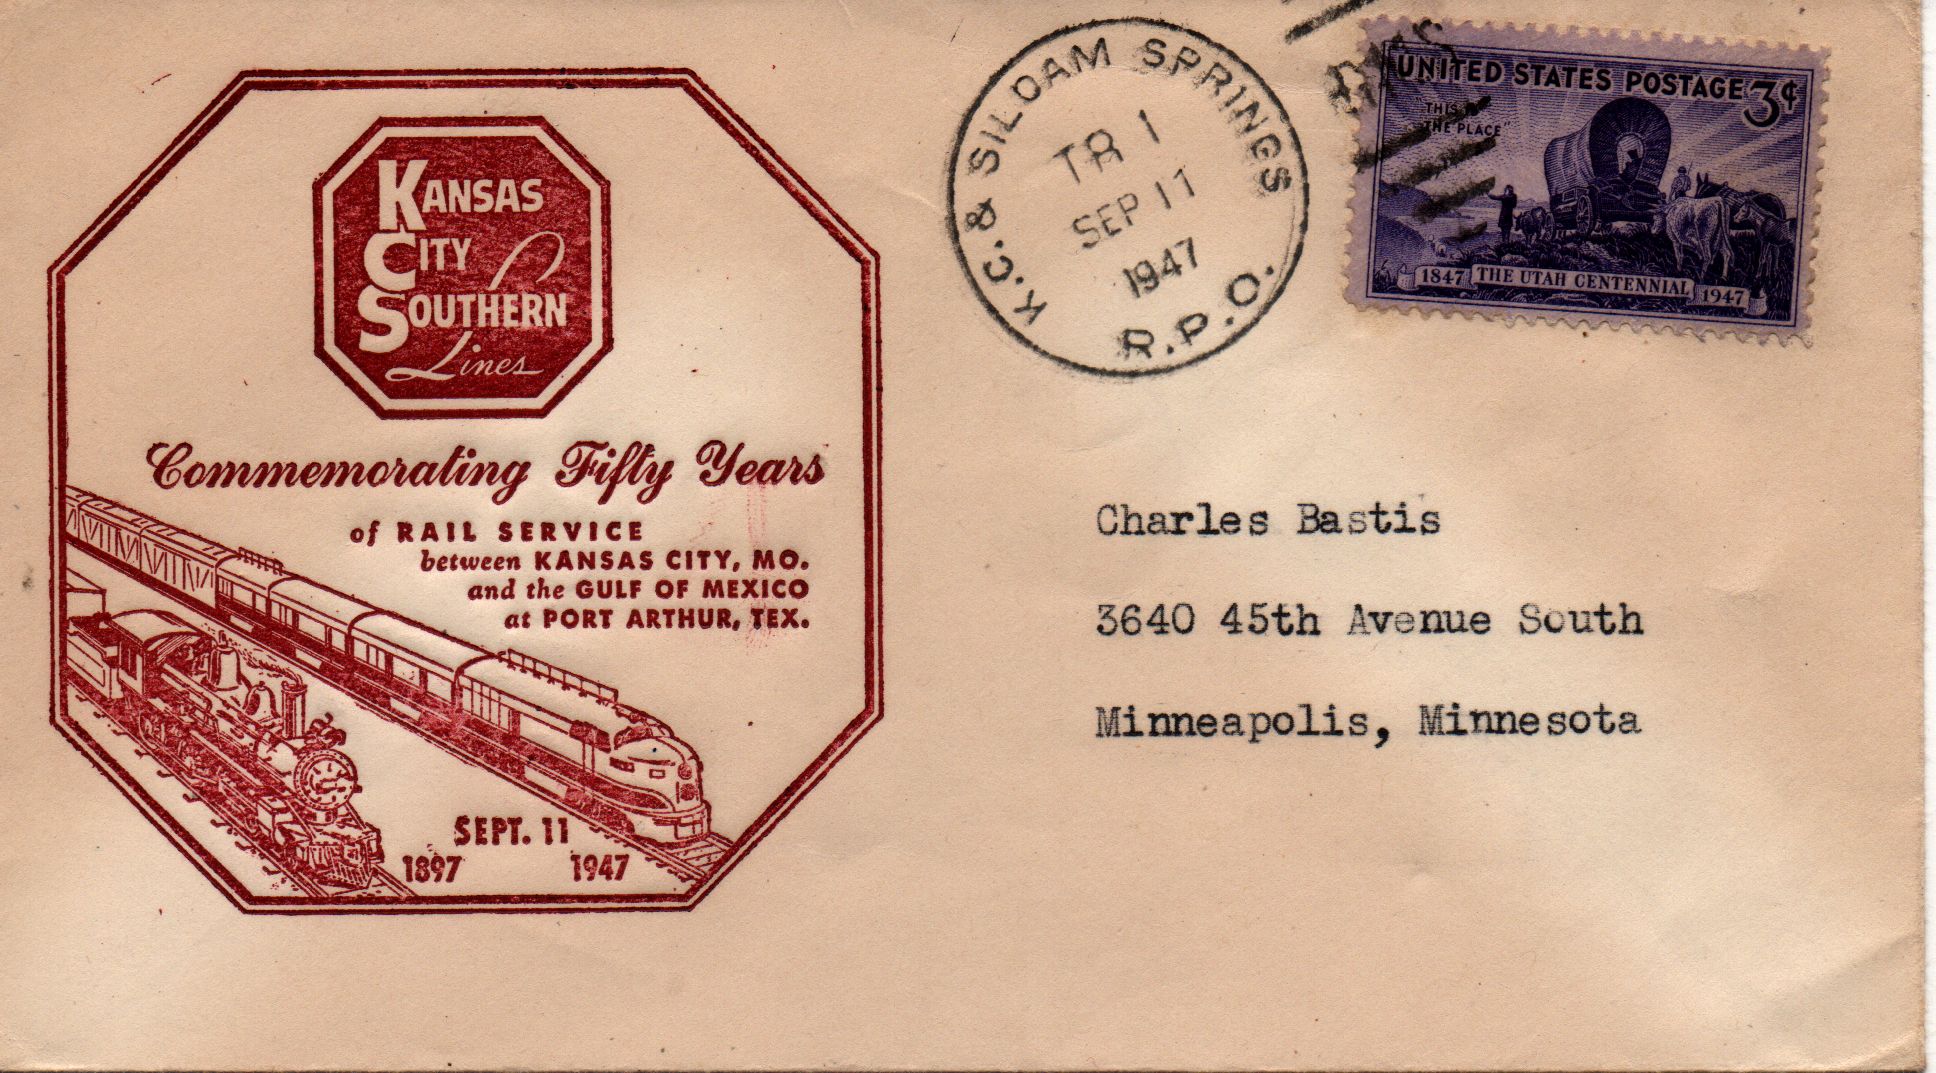 KANSAS
CITY
SOUTHERN
Lines
Commemorating Fifty Years
of RAIL SERVICE
between KANSAS CITY, MO.
and the GULF OF MEXICO
at PORT ARTHUR, TEX.
SEPT. 11
1897 1947
K.C. & SILOAM SPRINGS
TR 1
SEP 11
1947
R.P.O.
UNITED STATES POSTAGE 3¢
"THIS IS
THE PLACE"
1847 THE UTAH CENTENNIAL 1947
Charles Bastis
3640 45th Avenue South
Minneapolis, Minnesota